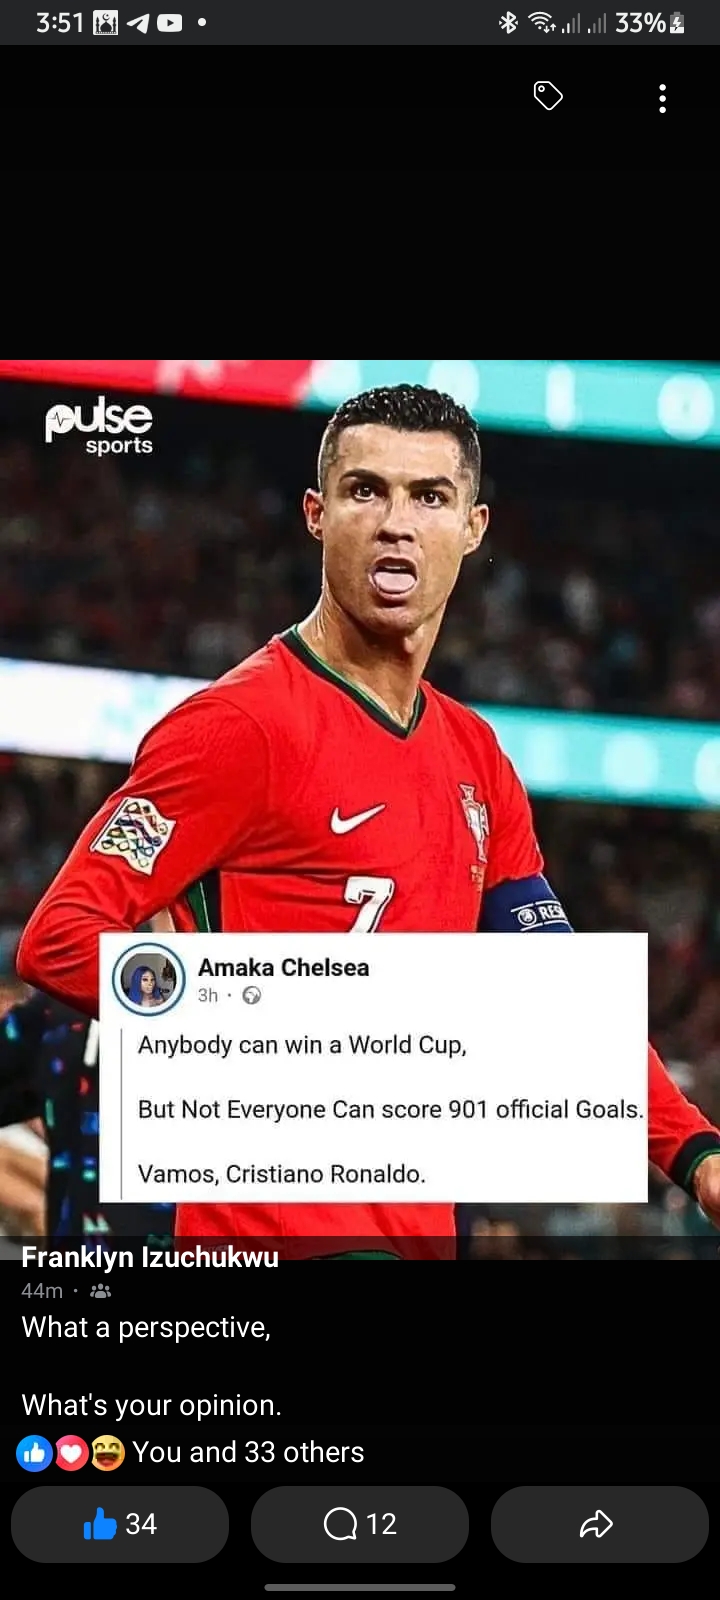 3:51
33%
pulse
sports
7
RES
Amaka Chelsea
3h ·
Anybody can win a World Cup,
But Not Everyone Can score 901 official Goals.
Vamos, Cristiano Ronaldo.
Franklyn Izuchukwu
44m ·
What a perspective,
What's your opinion.
You and 33 others
34
12